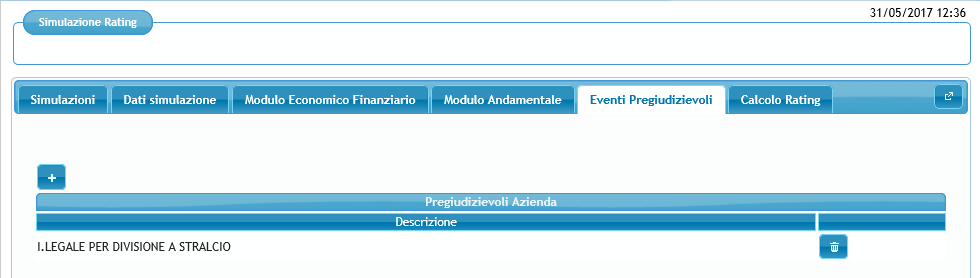 31/05/2017 12:36
Simulazione Rating
Simulazioni Dati simulazione Modulo Economico Finanziario Modulo Andamentale Eventi Pregiudizievoli Calcolo Rating
+
Pregiudizievoli Azienda
Descrizione
I.LEGALE PER DIVISIONE A STRALCIO